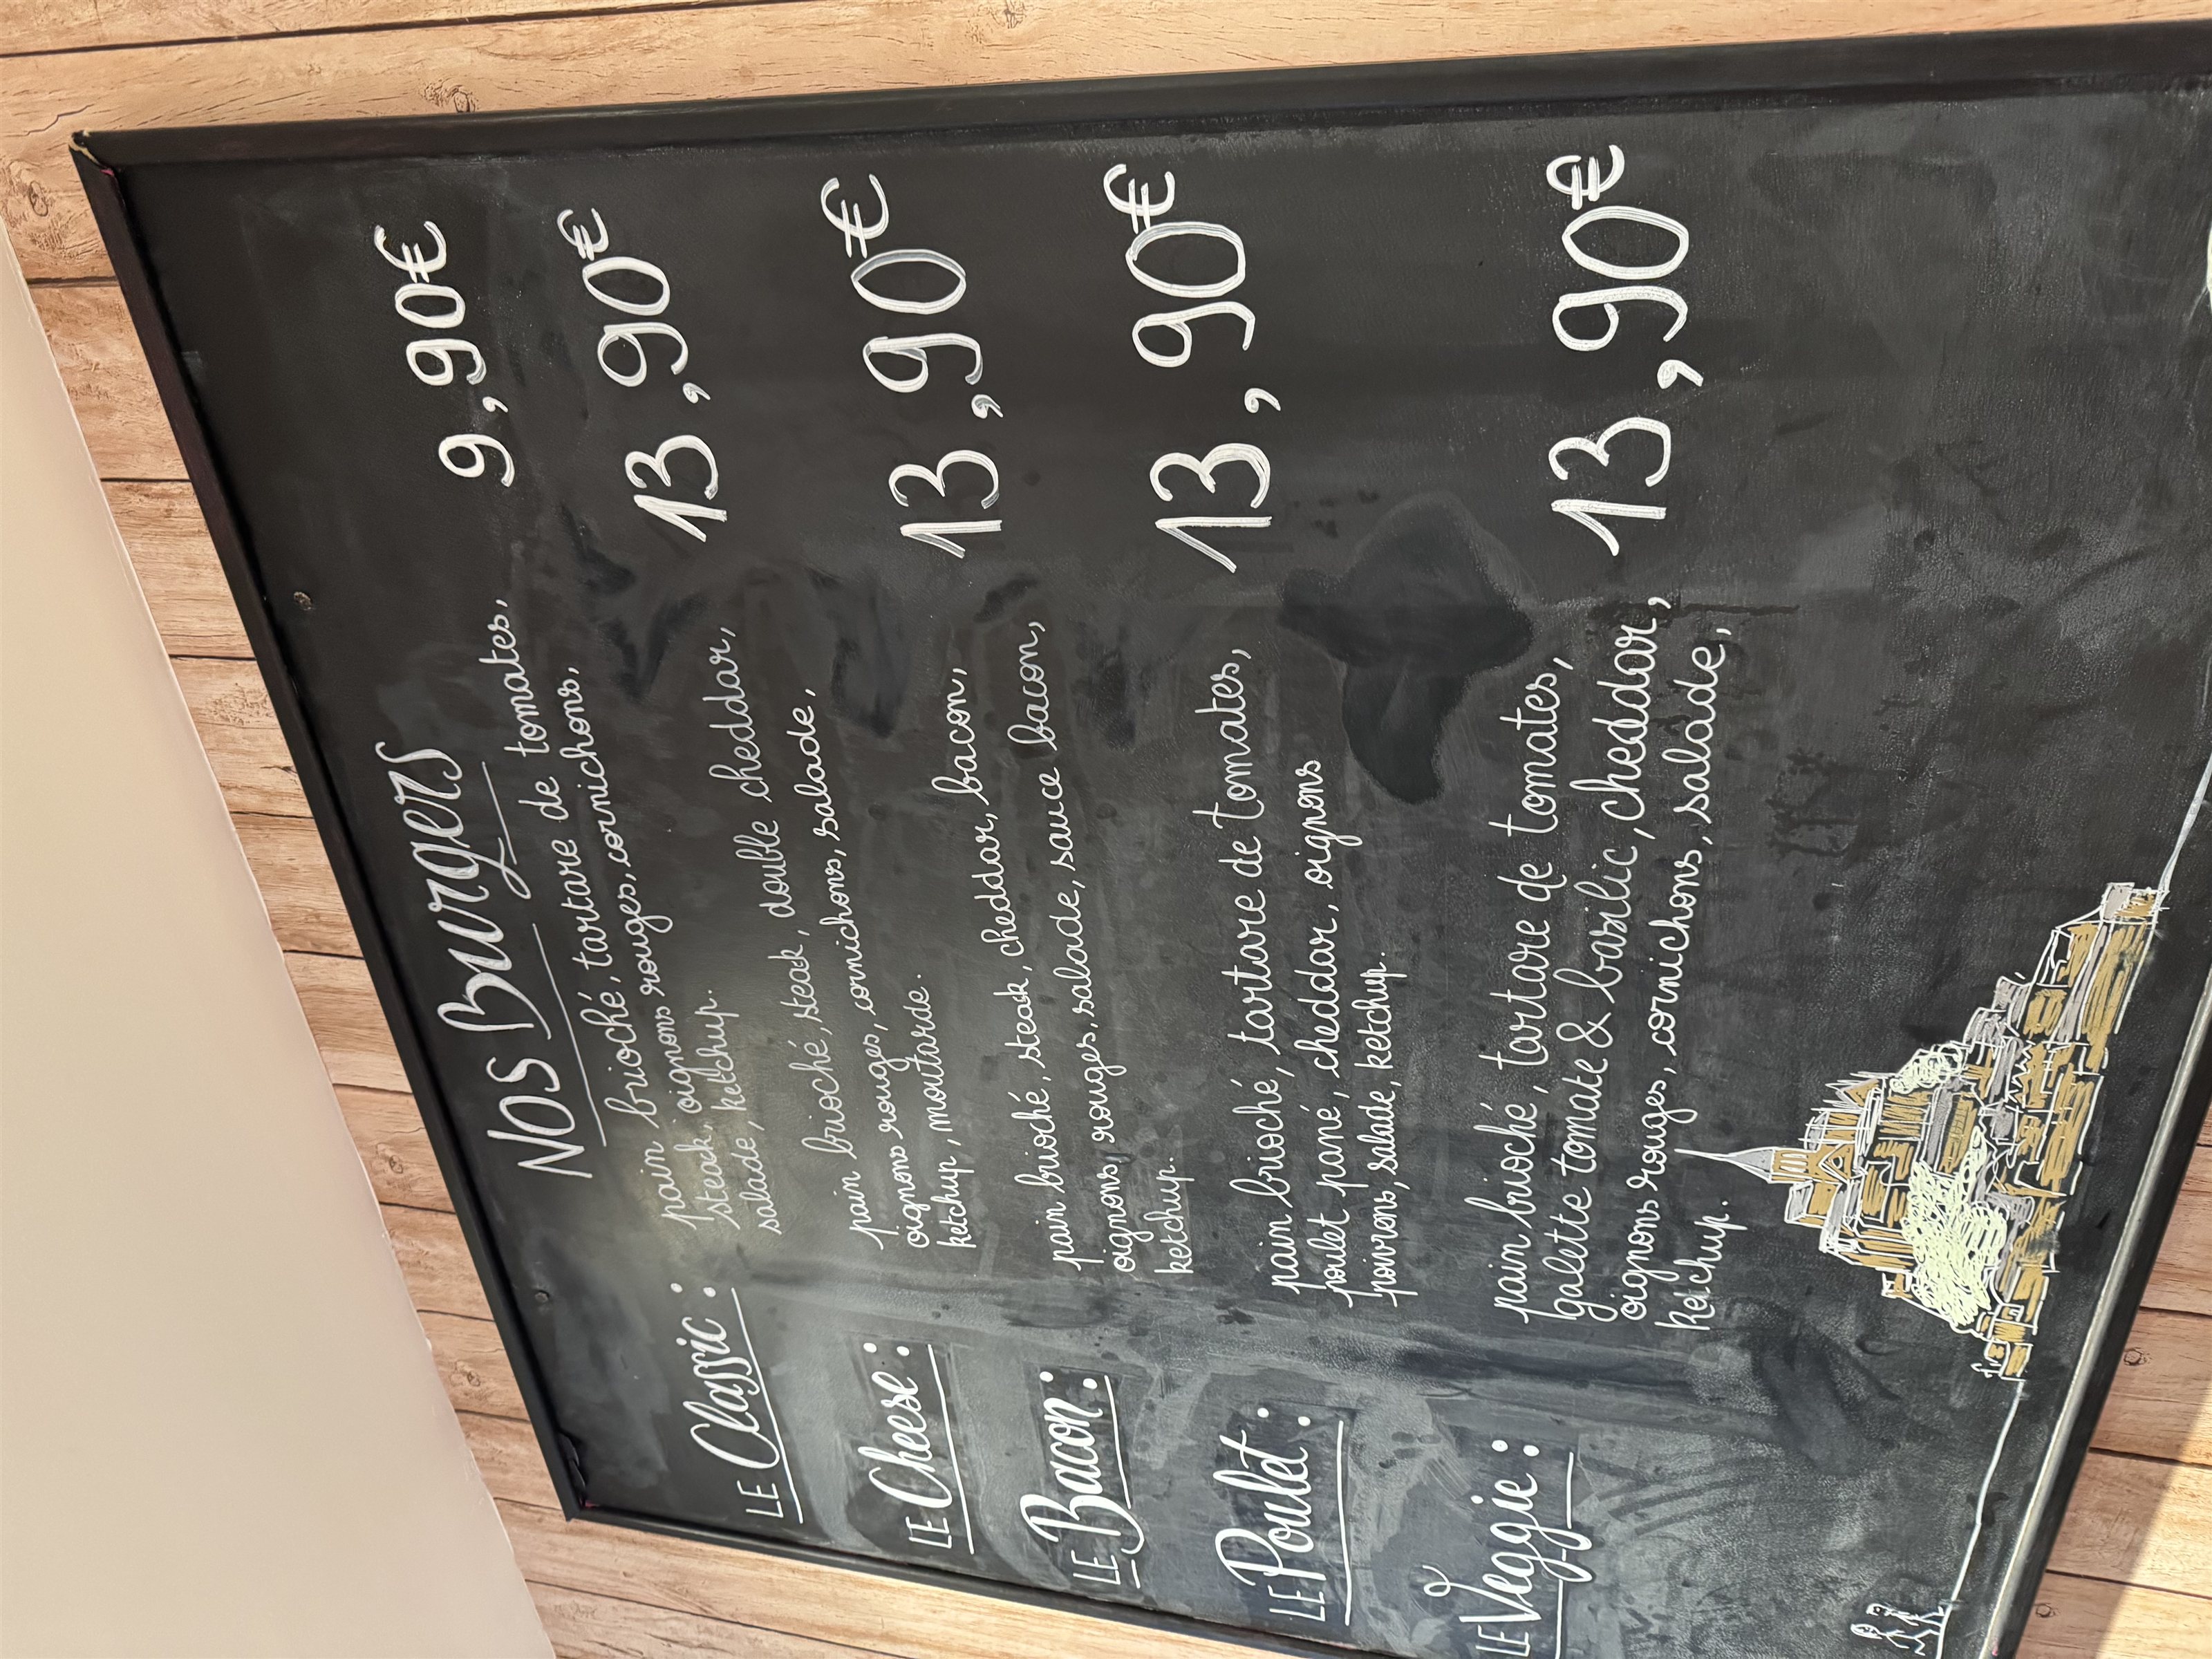 Nos Burgers
LE Classic : pain brioché, tartare de tomates, 9,90€
steak, oignons rouges, cornichons,
salade, ketchup.
LE Cheese : pain brioché, steak, double cheddar, 13,90€
oignons rouges, cornichons, salade,
ketchup, moutarde.
LE Bacon : pain brioché, steak, cheddar, bacon, 13,90€
oignons rouges, salade, sauce bacon,
ketchup.
LE Poulet : pain brioché, tartare de tomates, 13,90€
poulet pané, cheddar, oignons
poivrons, salade, ketchup.
LE Veggie : pain brioché, tartare de tomates, 13,90€
galette tomate & basilic, cheddar,
oignons rouges, cornichons, salade,
ketchup.